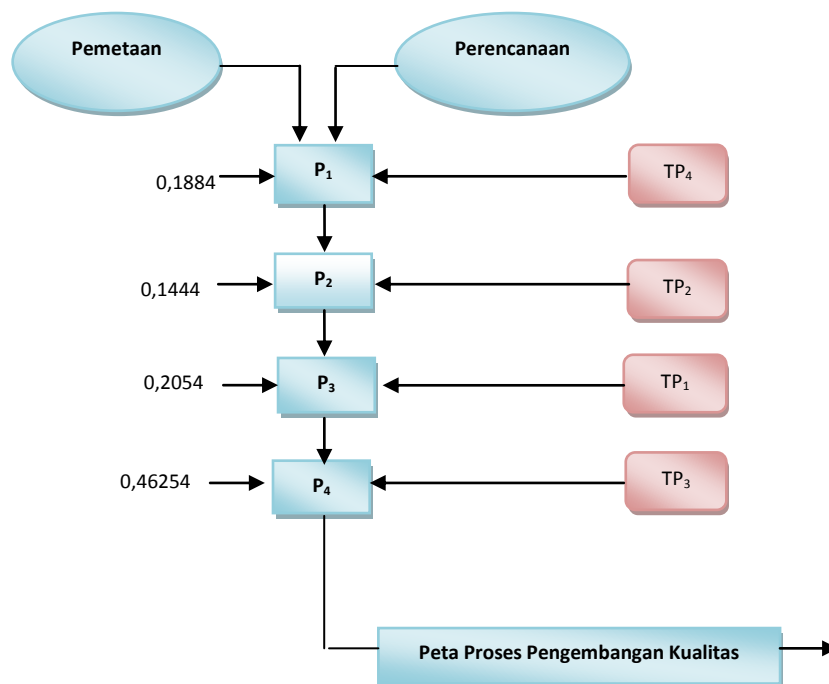 Pemetaan
Perencanaan
0,1884
P₁
TP₄
0,1444
P₂
TP₂
0,2054
P₃
TP₁
0,46254
P₄
TP₃
Peta Proses Pengembangan Kualitas